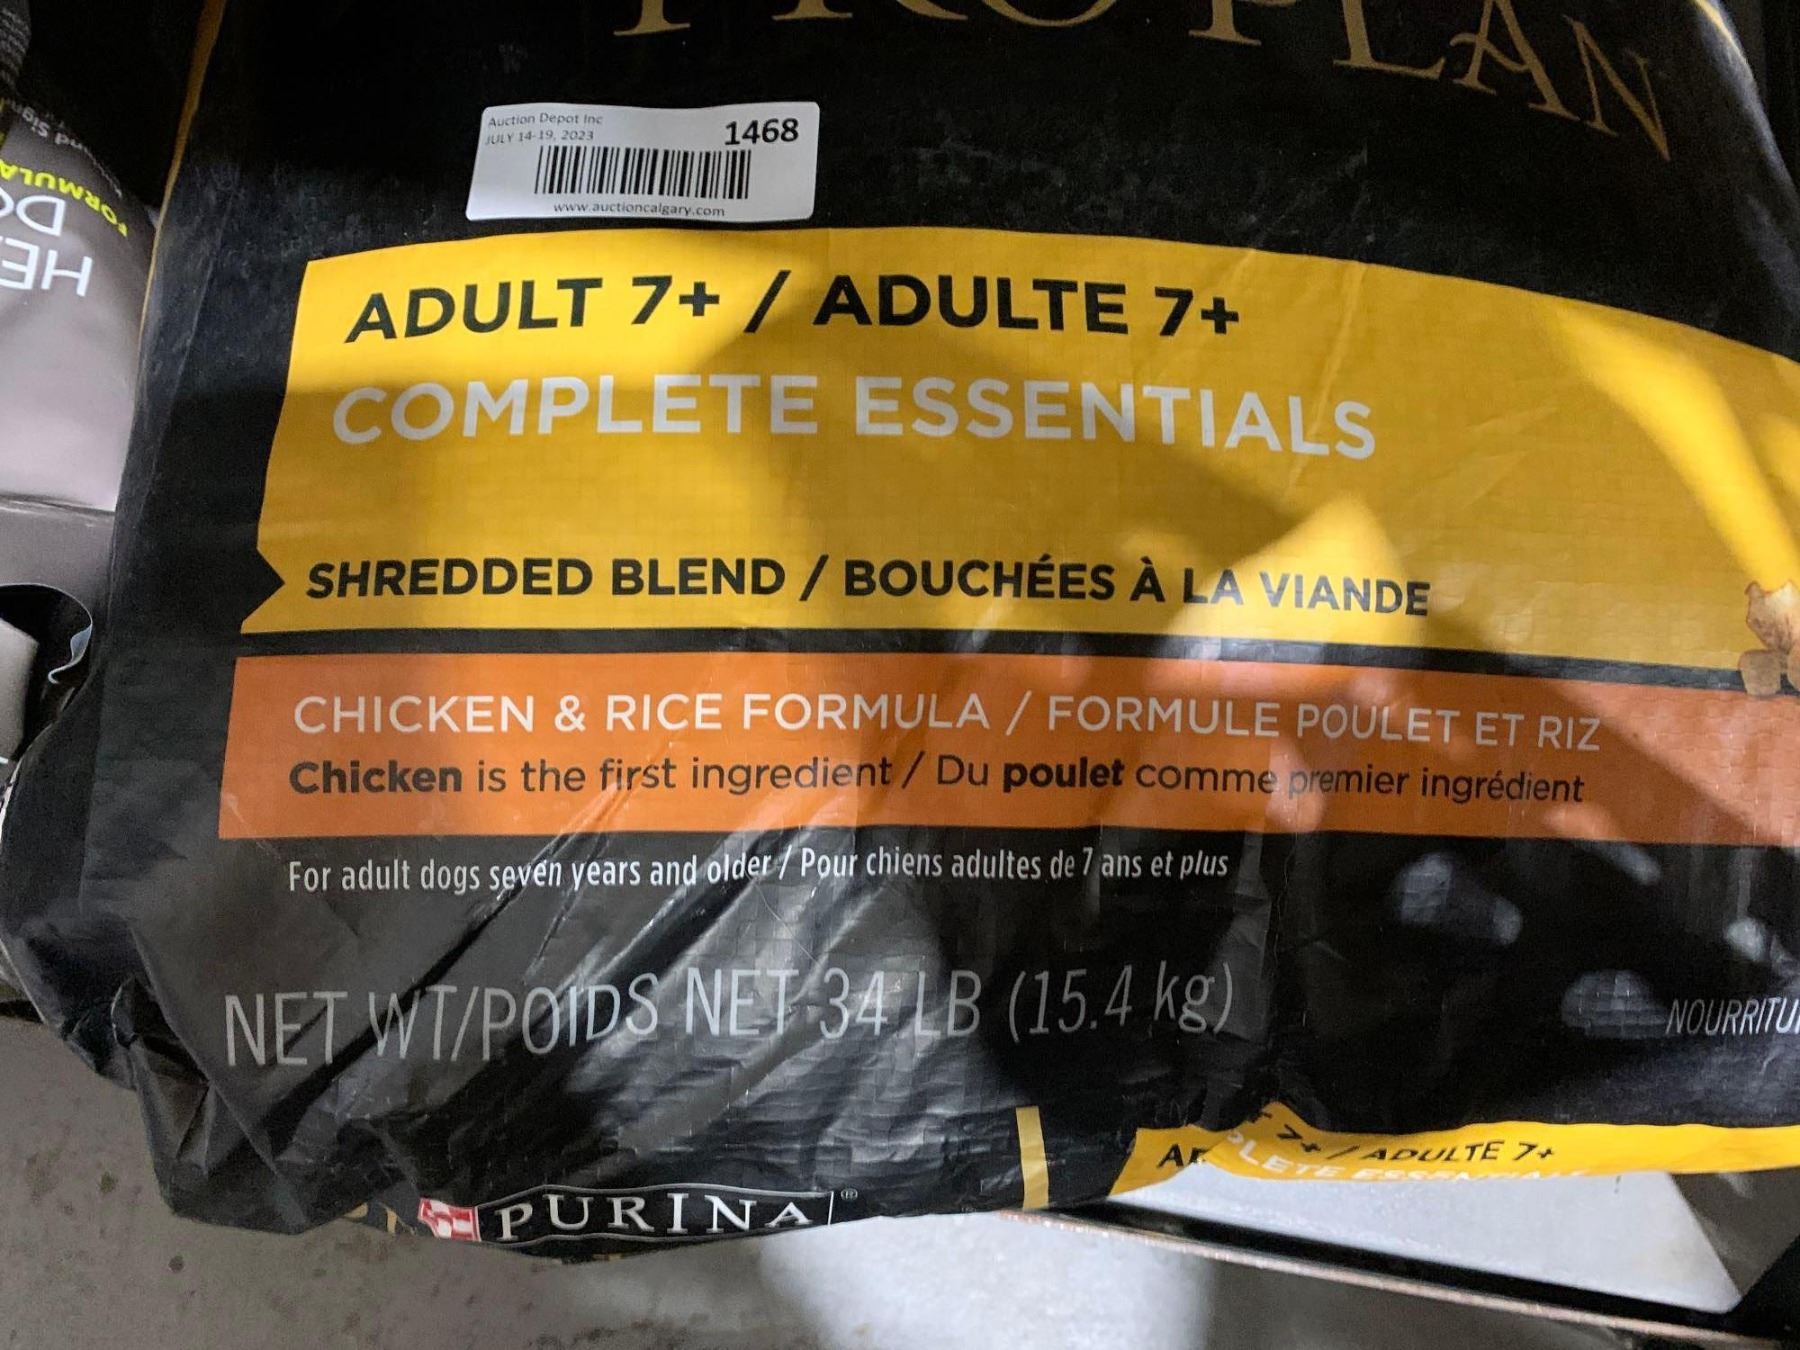 PRO PLAN
Auction Depot Inc
JULY 14-19, 2023
1468
www.auctioncalgary.com
ADULT 7+ / ADULTE 7+
COMPLETE ESSENTIALS
SHREDDED BLEND / BOUCHÉES À LA VIANDE
CHICKEN & RICE FORMULA / FORMULE POULET ET RIZ
Chicken is the first ingredient / Du poulet comme premier ingrédient
For adult dogs seven years and older / Pour chiens adultes de 7 ans et plus
NET WT/POIDS NET 34 LB (15.4 kg)
NOURRITU
7+ / ADULTE 7+
PURINA®
FORMULA
DO
HE